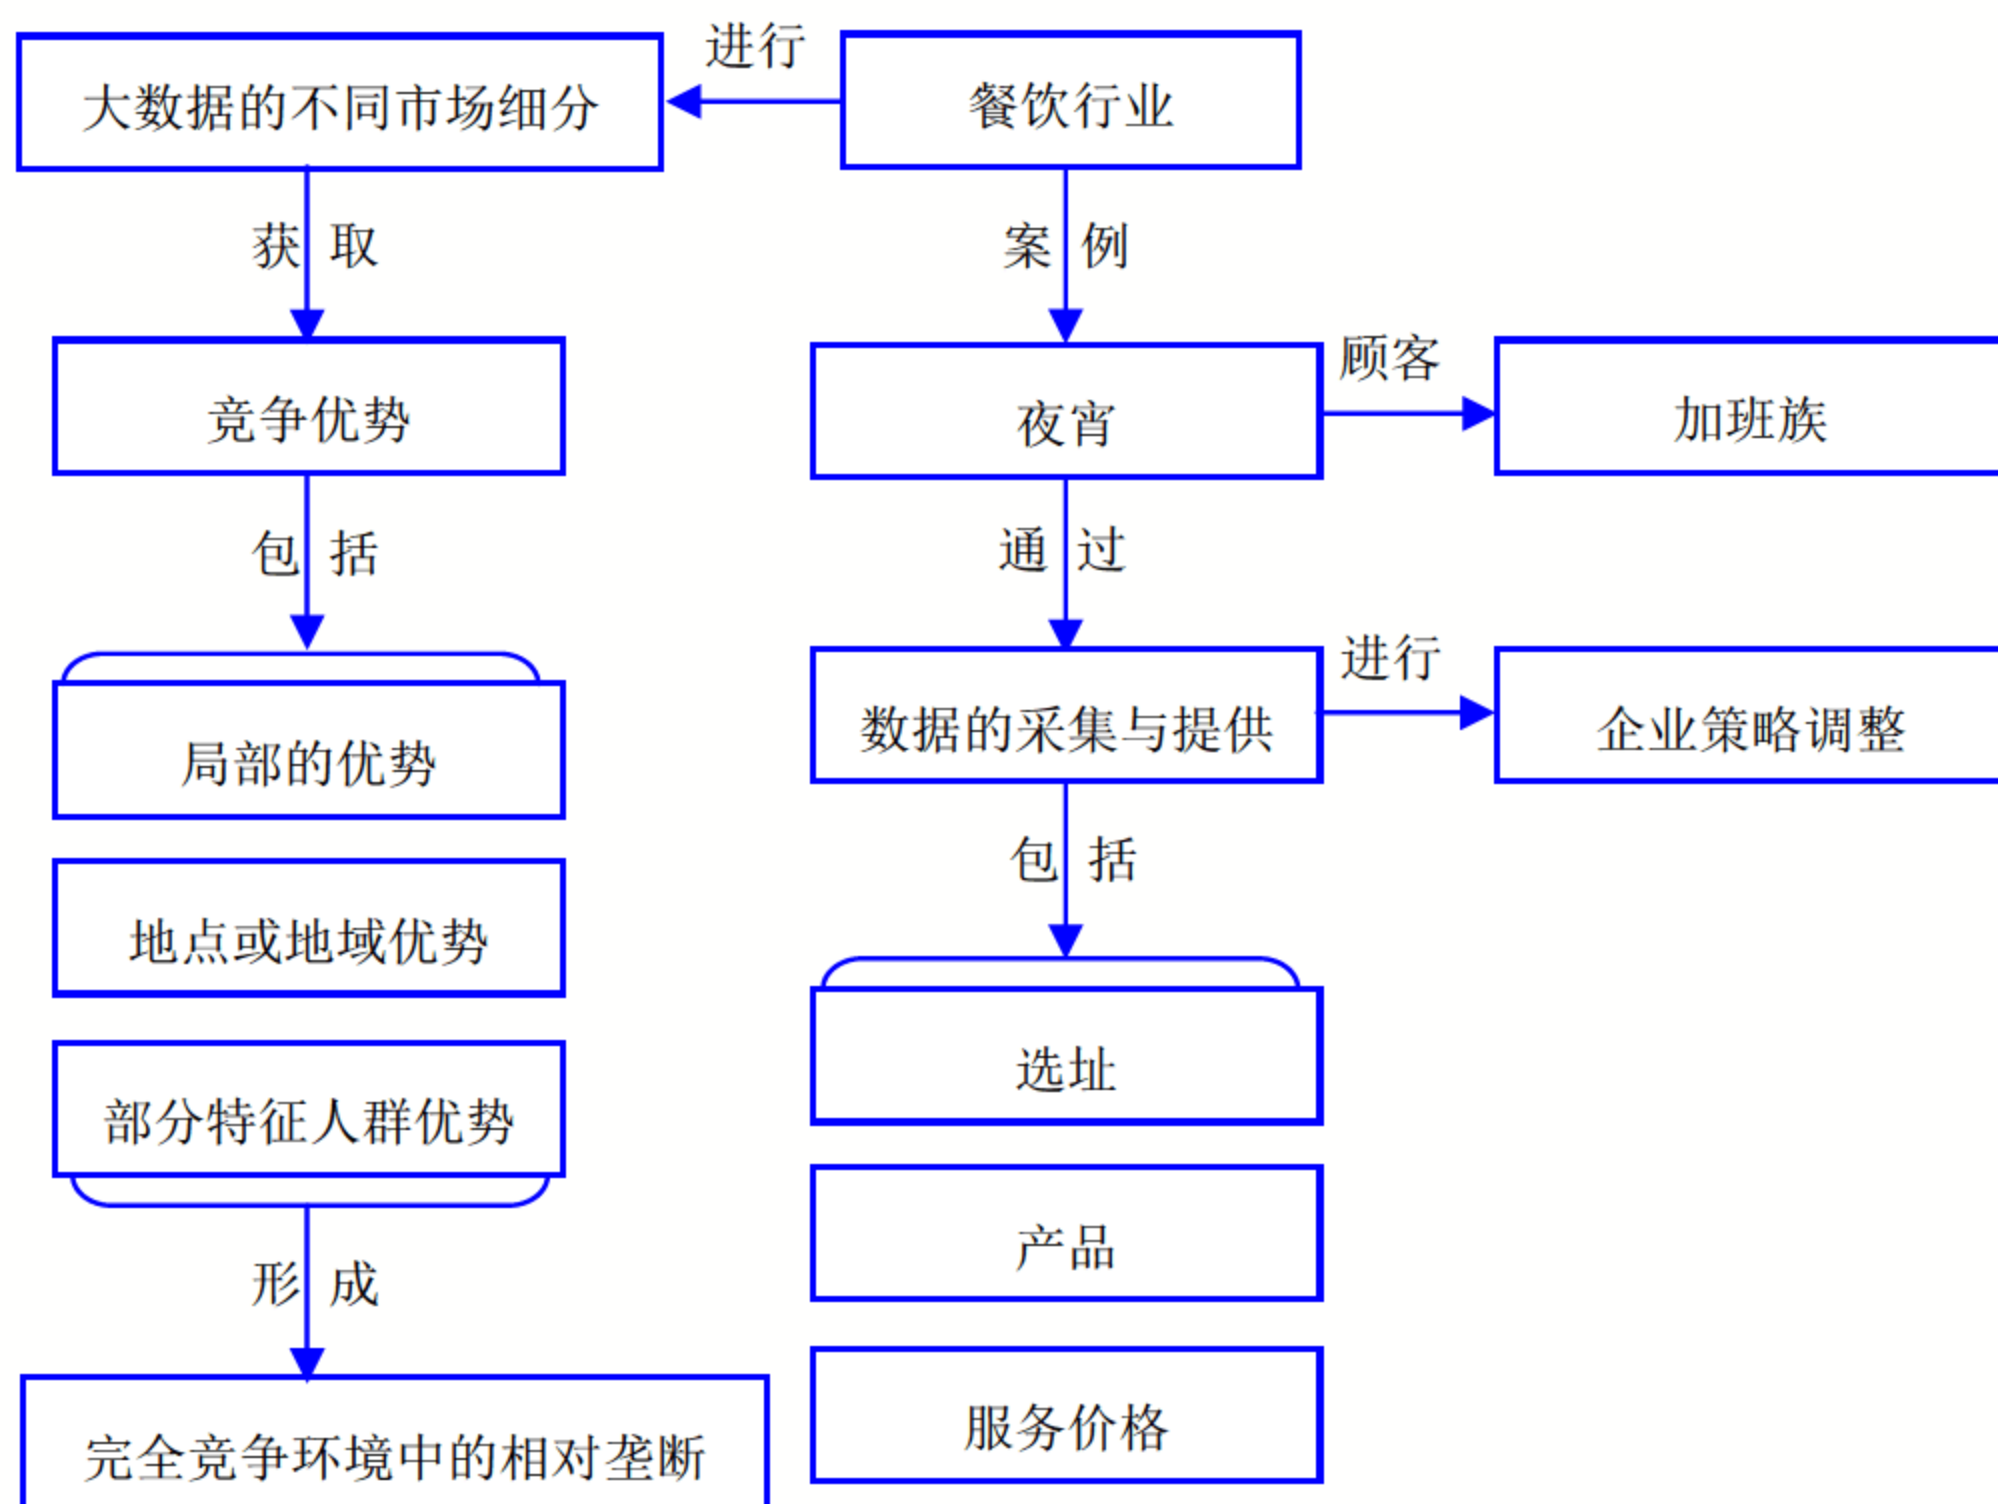 进行
大数据的不同市场细分
餐饮行业
获取
案例
顾客
竞争优势
夜宵
加班族
包括
通过
进行
局部的优势
数据的采集与提供
企业策略调整
包括
地点或地域优势
选址
部分特征人群优势
产品
形成
服务价格
完全竞争环境中的相对垄断